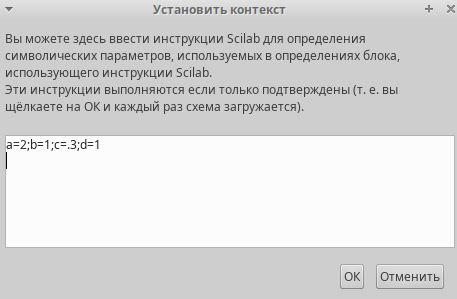 Установить контекст
Вы можете здесь ввести инструкции Scilab для определения
символических параметров, используемых в определениях блока,
использующего инструкции Scilab.
Эти инструкции выполняются если только подтверждены (т. е. вы
щёлкаете на ОК и каждый раз схема загружается).
a=2;b=1;c=.3;d=1
OK Отменить